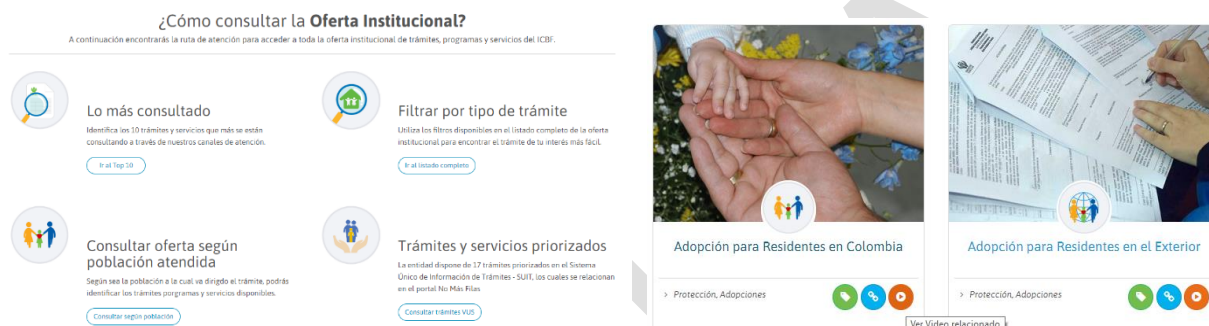 ¿Cómo consultar la Oferta Institucional?
A continuación encontrarás la ruta de atención para acceder a toda la oferta institucional de trámites, programas y servicios del ICBF.
Lo más consultado
Identifica los 10 trámites y servicios que más se están
consultando a través de nuestros canales de atención.
Ir al Top 10
Filtrar por tipo de trámite
Utiliza los filtros disponibles en el listado completo de la oferta
institucional para encontrar el trámite de tu interés más fácil.
Ir al listado completo
Consultar oferta según
población atendida
Según sea la población a la cual va dirigido el trámite, podrás
identificar los trámites porgramas y servicios disponibles.
Consultar según población
Trámites y servicios priorizados
La entidad dispone de 17 trámites priorizados en el Sistema
Único de Información de Trámites - SUIT, los cuales se relacionan
en el portal No Más Filas
Consultar trámites VUS
Adopción para Residentes en Colombia
> Protección, Adopciones
Ver Video relacionado
Adopción para Residentes en el Exterior
> Protección, Adopciones